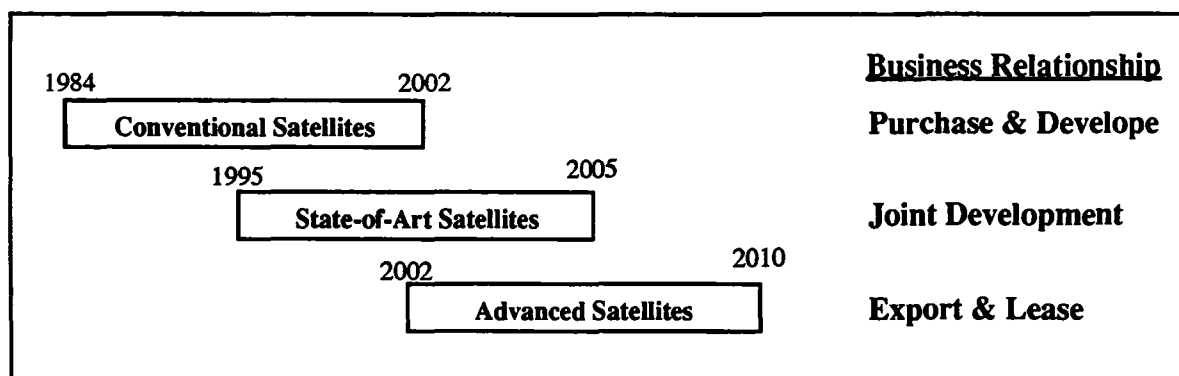 Business Relationship
1984 2002
Conventional Satellites Purchase & Develope
1995 2005
State-of-Art Satellites Joint Development
2002 2010
Advanced Satellites Export & Lease